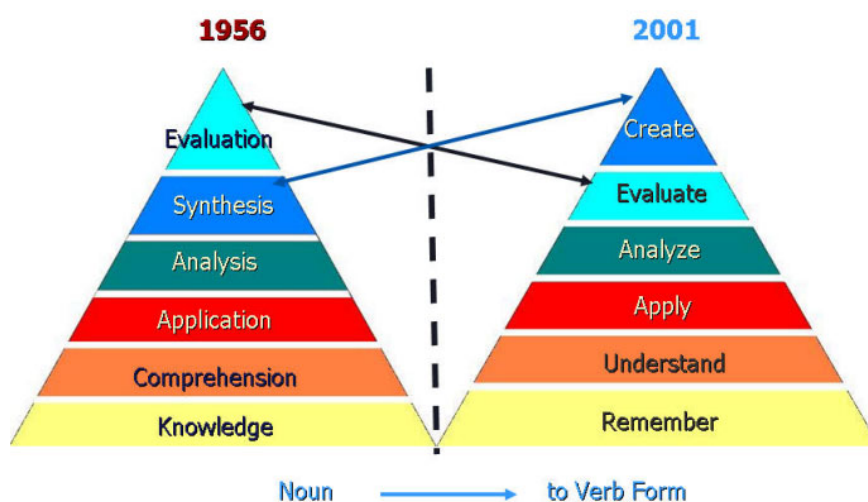 1956
Evaluation
Synthesis
Analysis
Application
Comprehension
Knowledge
2001
Create
Evaluate
Analyze
Apply
Understand
Remember
Noun to Verb Form